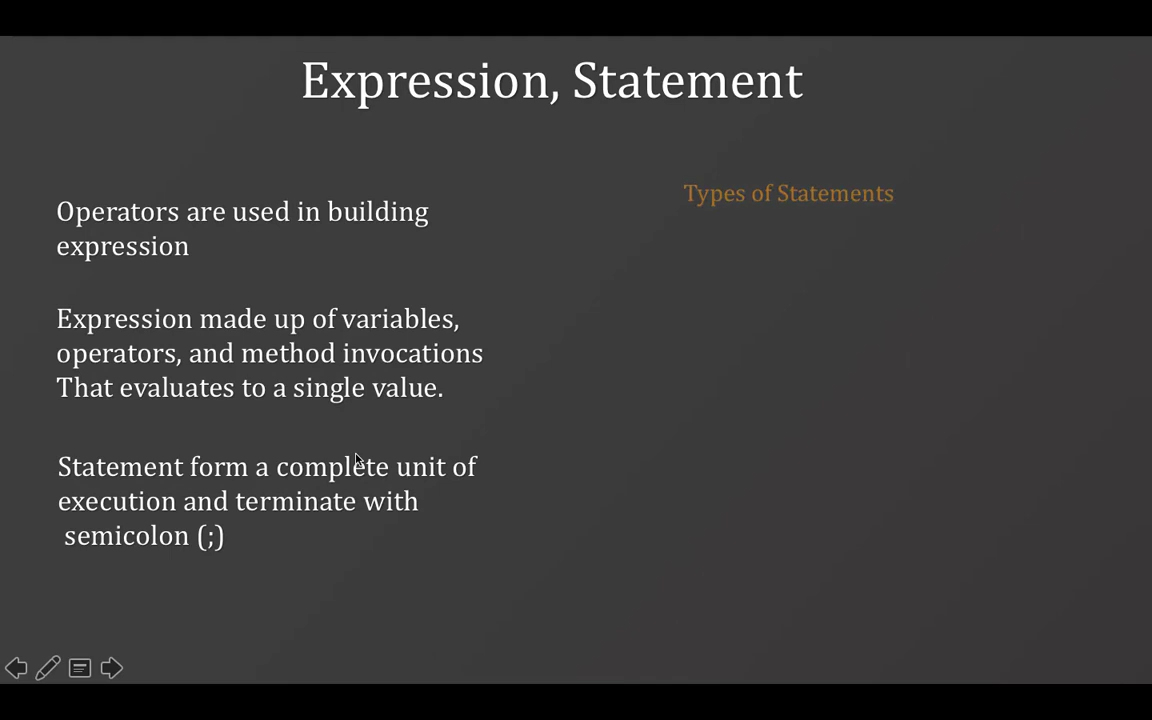 Expression, Statement
Operators are used in building
expression
Expression made up of variables,
operators, and method invocations
That evaluates to a single value.
Statement form a complete unit of
execution and terminate with
semicolon (;)
Types of Statements